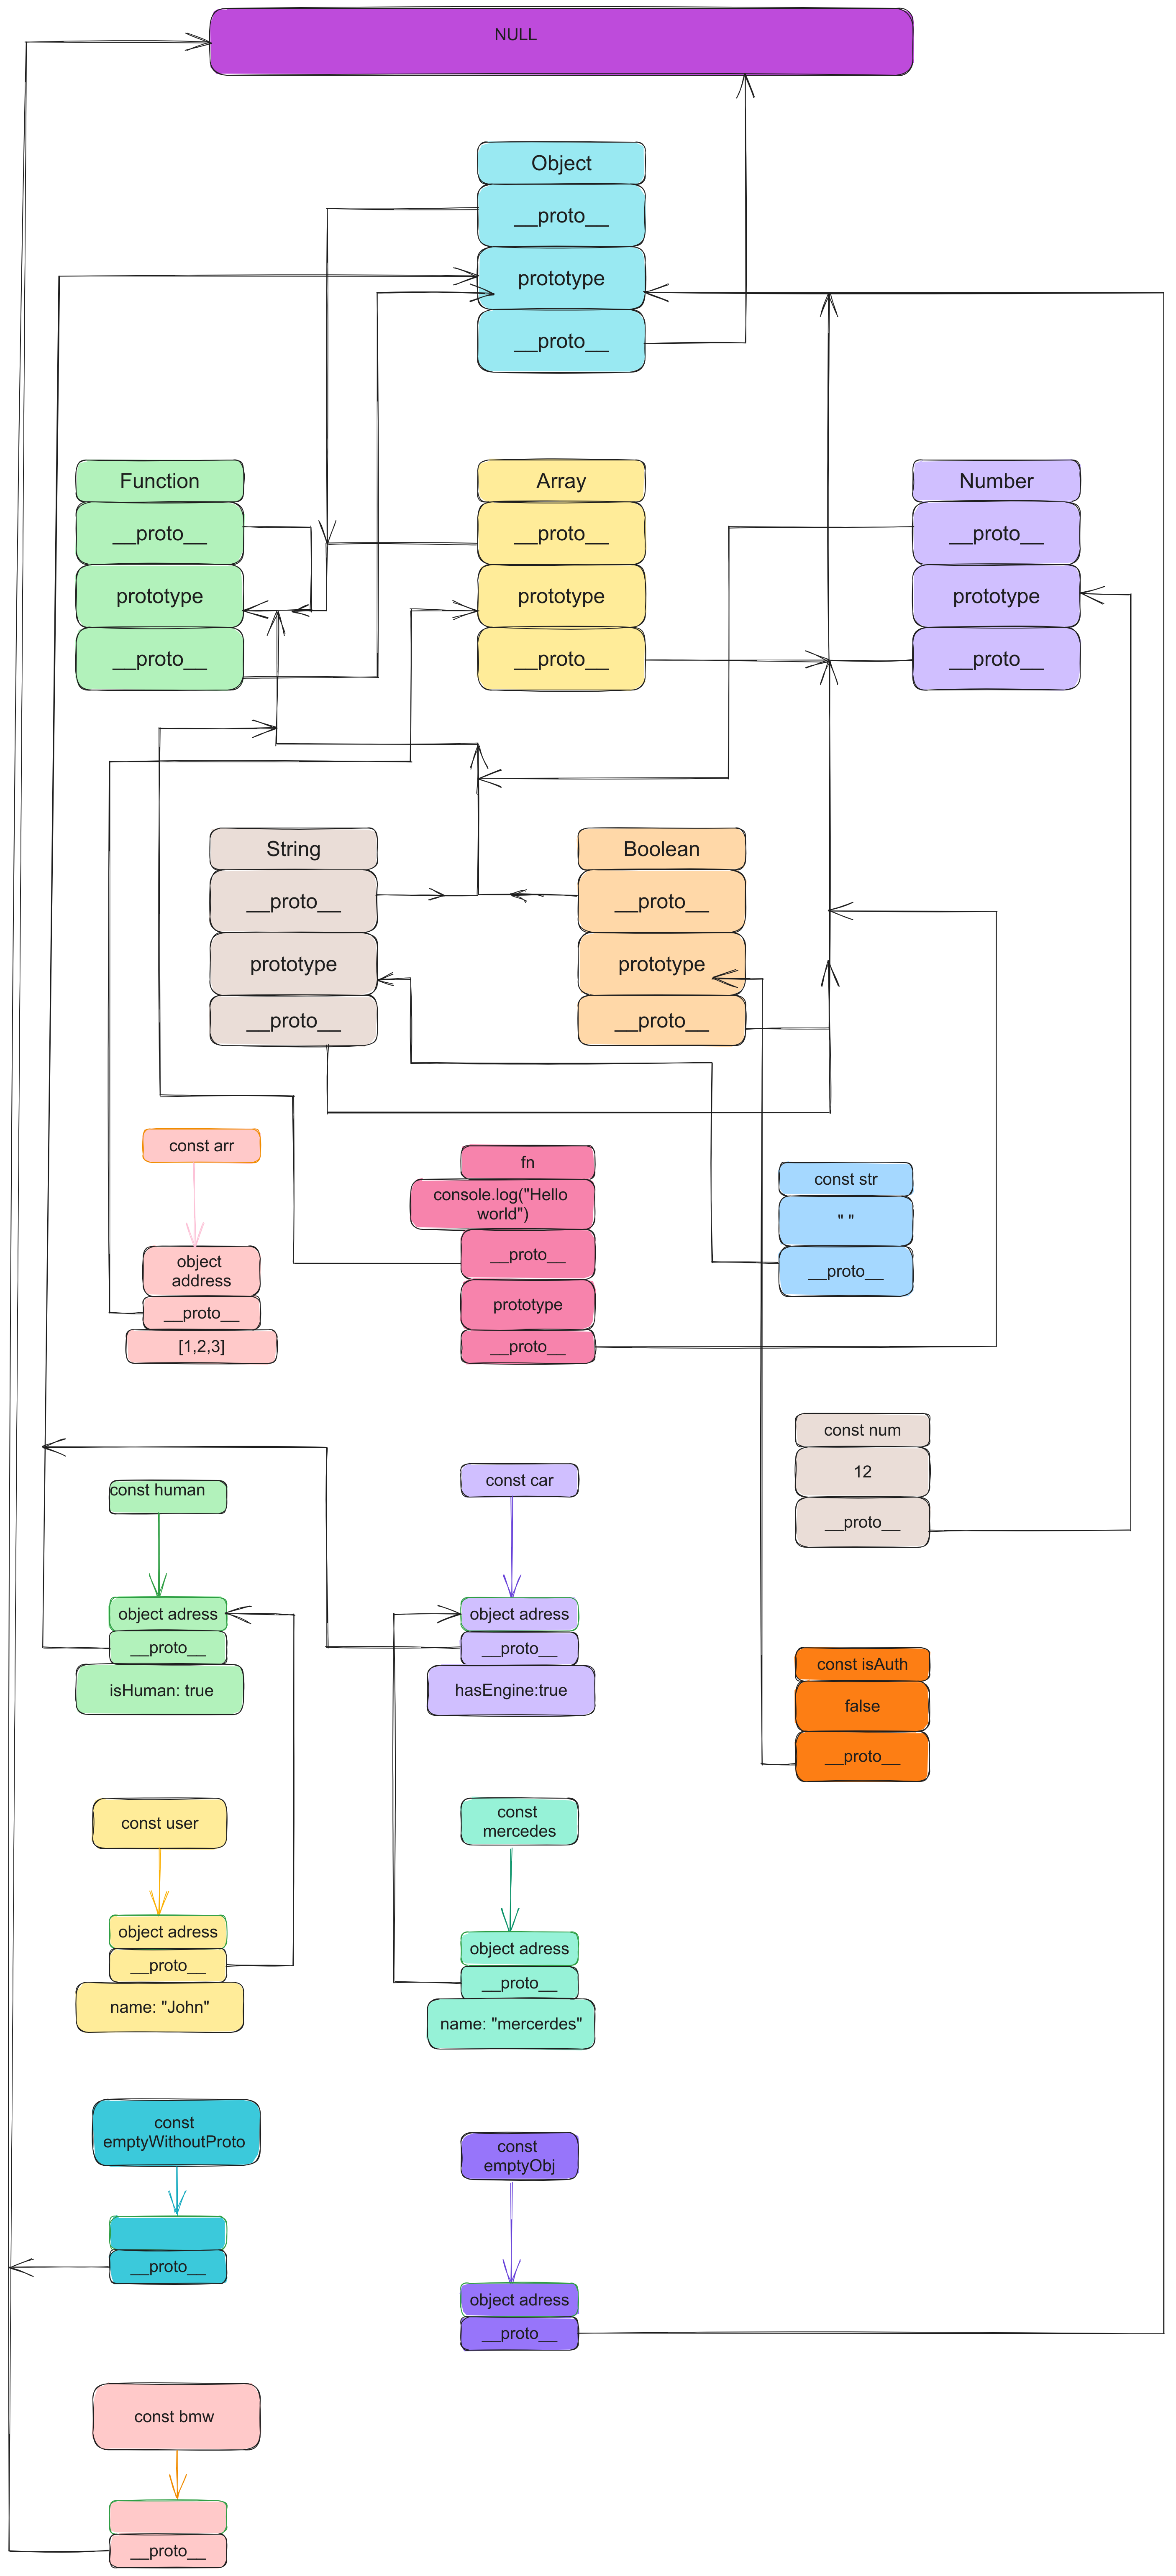 NULL
Object
__proto__
prototype
__proto__
Function
__proto__
prototype
__proto__
Array
__proto__
prototype
__proto__
Number
__proto__
prototype
__proto__
String
__proto__
prototype
__proto__
Boolean
__proto__
prototype
__proto__
const arr
object
address
__proto__
[1,2,3]
fn
console.log("Hello
world")
__proto__
prototype
__proto__
const str
" "
__proto__
const num
12
__proto__
const human
object adress
__proto__
isHuman: true
const car
object adress
__proto__
hasEngine:true
const isAuth
false
__proto__
const user
object adress
__proto__
name: "John"
const
mercedes
object adress
__proto__
name: "mercerdes"
const
emptyWithoutProto
__proto__
const
emptyObj
object adress
__proto__
const bmw
__proto__